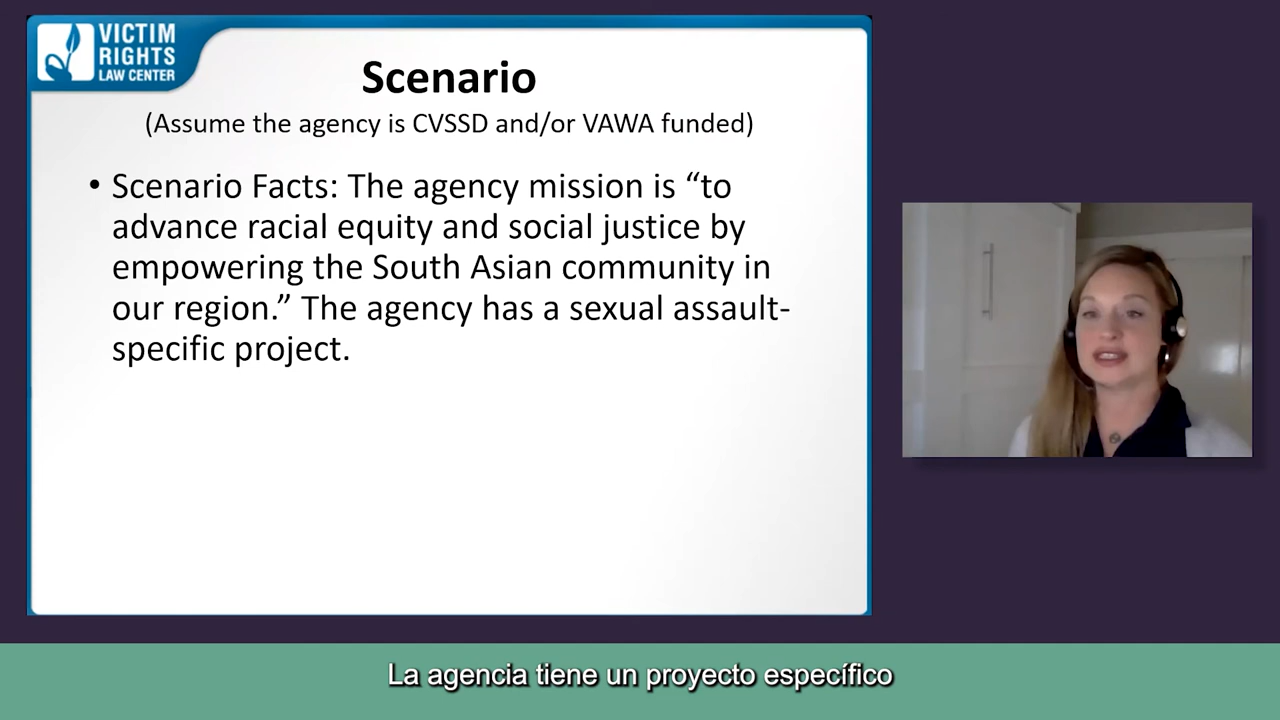 VICTIM
RIGHTS
LAW CENTER
Scenario
(Assume the agency is CVSSD and/or VAWA funded)
• Scenario Facts: The agency mission is “to
advance racial equity and social justice by
empowering the South Asian community in
our region.” The agency has a sexual assault-
specific project.
La agencia tiene un proyecto específico